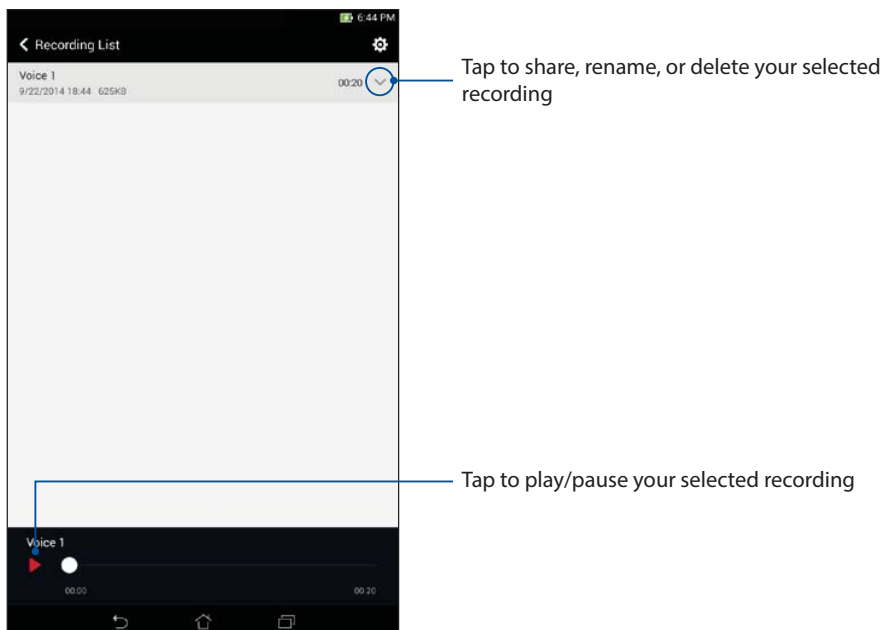 6:44 PM
Recording List
Voice 1
00:20
9/22/2014 18:44 625KB
Tap to share, rename, or delete your selected
recording
Tap to play/pause your selected recording
Voice 1
00:00
00:20